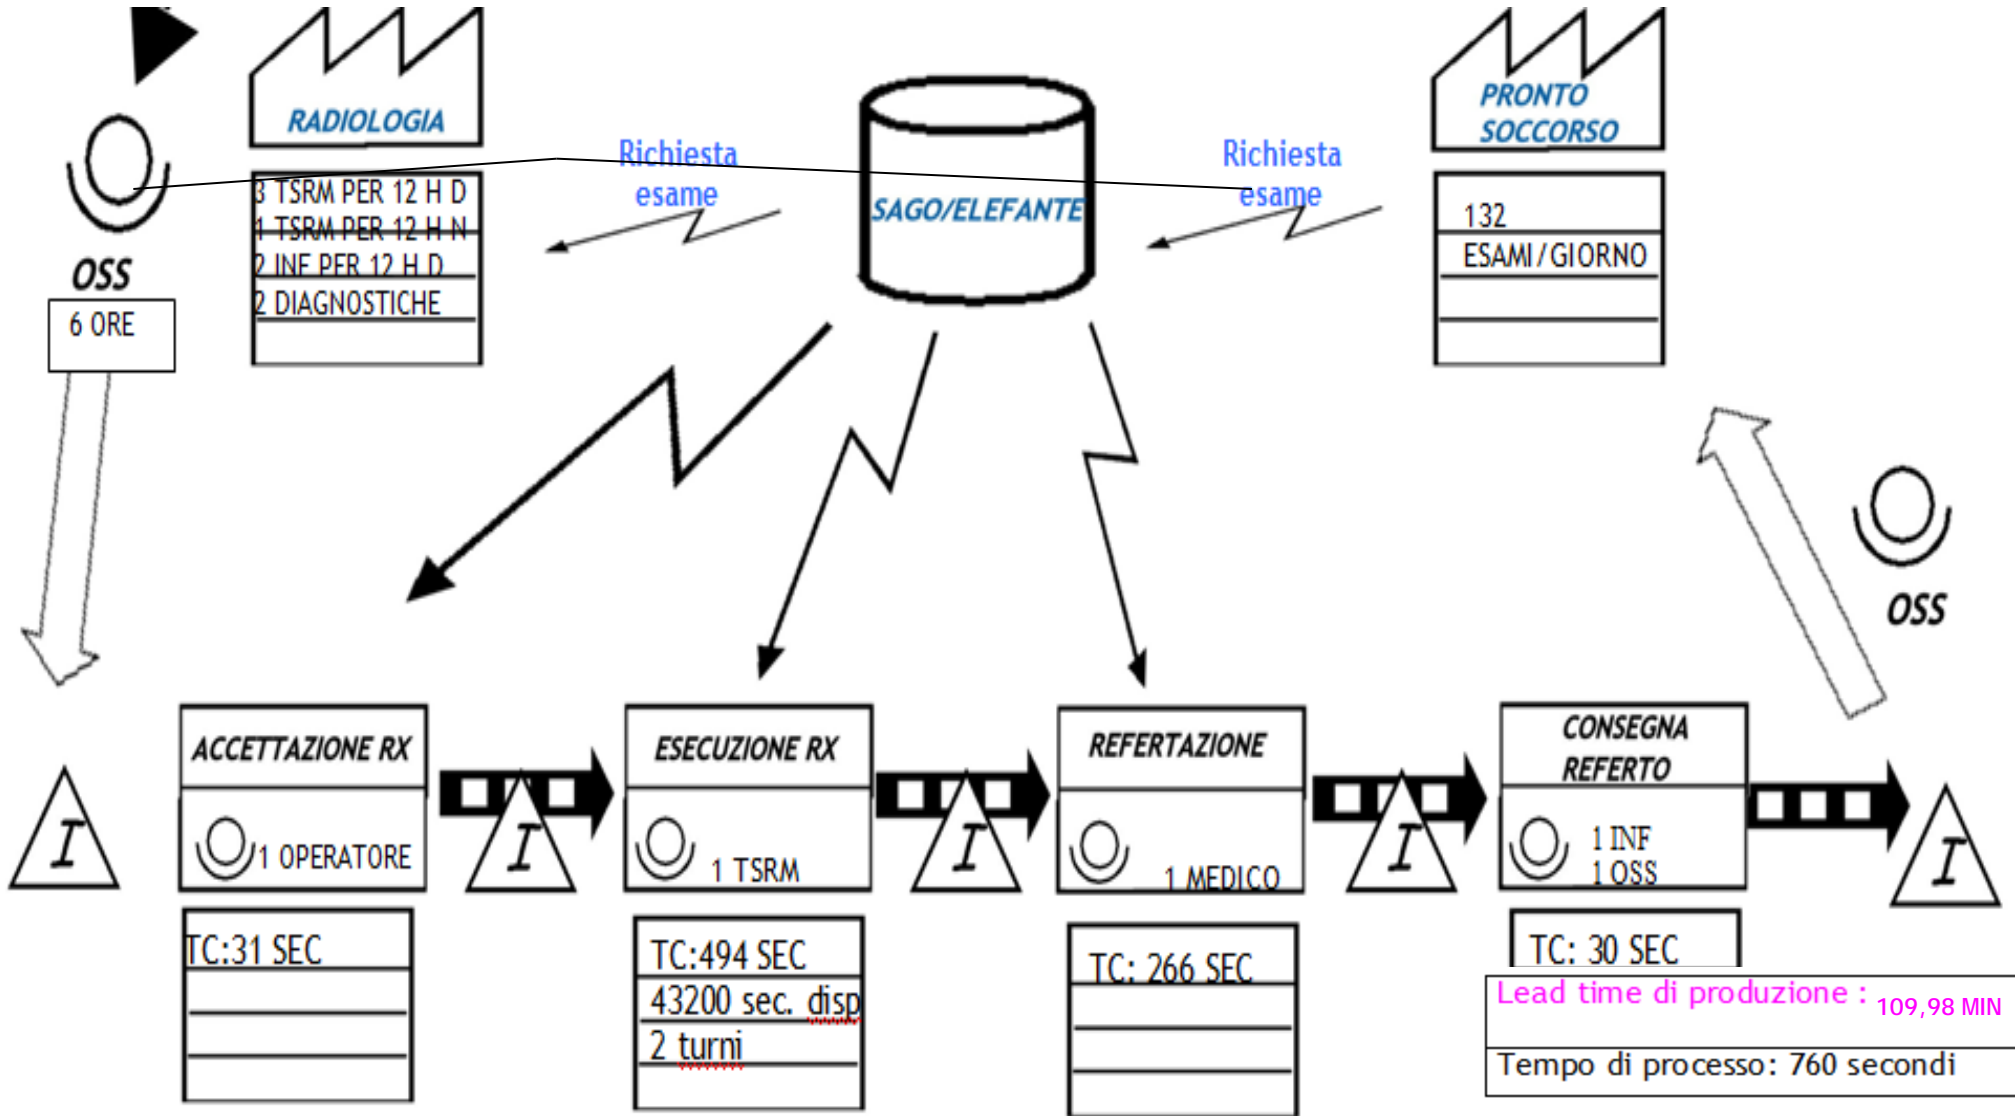 RADIOLOGIA
3 TSRM PER 12 H D
1 TSRM PER 12 H N
2 INF PER 12 H D
2 DIAGNOSTICHE
OSS
6 ORE
Richiesta
esame
SAGO/ELEFANTE
Richiesta
esame
PRONTO
SOCCORSO
132
ESAMI/GIORNO
OSS
I
ACCETTAZIONE RX
1 OPERATORE
TC:31 SEC
I
ESECUZIONE RX
1 TSRM
TC:494 SEC
43200 sec. disp
2 turni
I
REFERTAZIONE
1 MEDICO
TC: 266 SEC
I
CONSEGNA
REFERTO
1 INF
1 OSS
TC: 30 SEC
I
Lead time di produzione : 109,98 MIN
Tempo di processo: 760 secondi